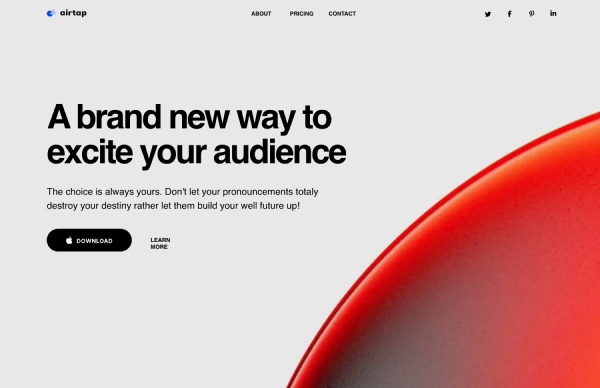 airtap
ABOUT PRICING CONTACT
A brand new way to
excite your audience
The choice is always yours. Don't let your pronouncements totaly
destroy your destiny rather let them build your well future up!
DOWNLOAD
LEARN
MORE